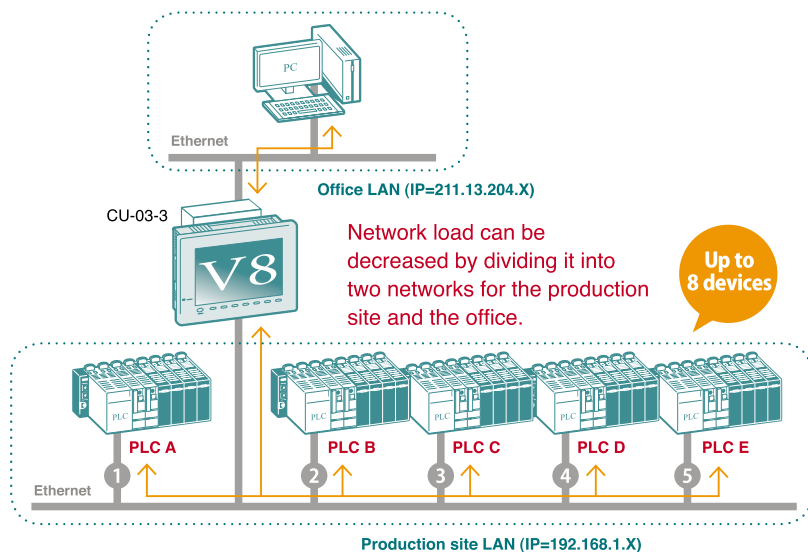 PC
Ethernet
Office LAN (IP=211.13.204.X)
CU-03-3
V8
Network load can be
decreased by dividing it into
two networks for the production
site and the office.
Up to
8 devices
PLC
PLC
PLC
PLC
PLC
PLC A
PLC B
PLC C
PLC D
PLC E
1
2
3
4
5
Ethernet
Production site LAN (IP=192.168.1.X)